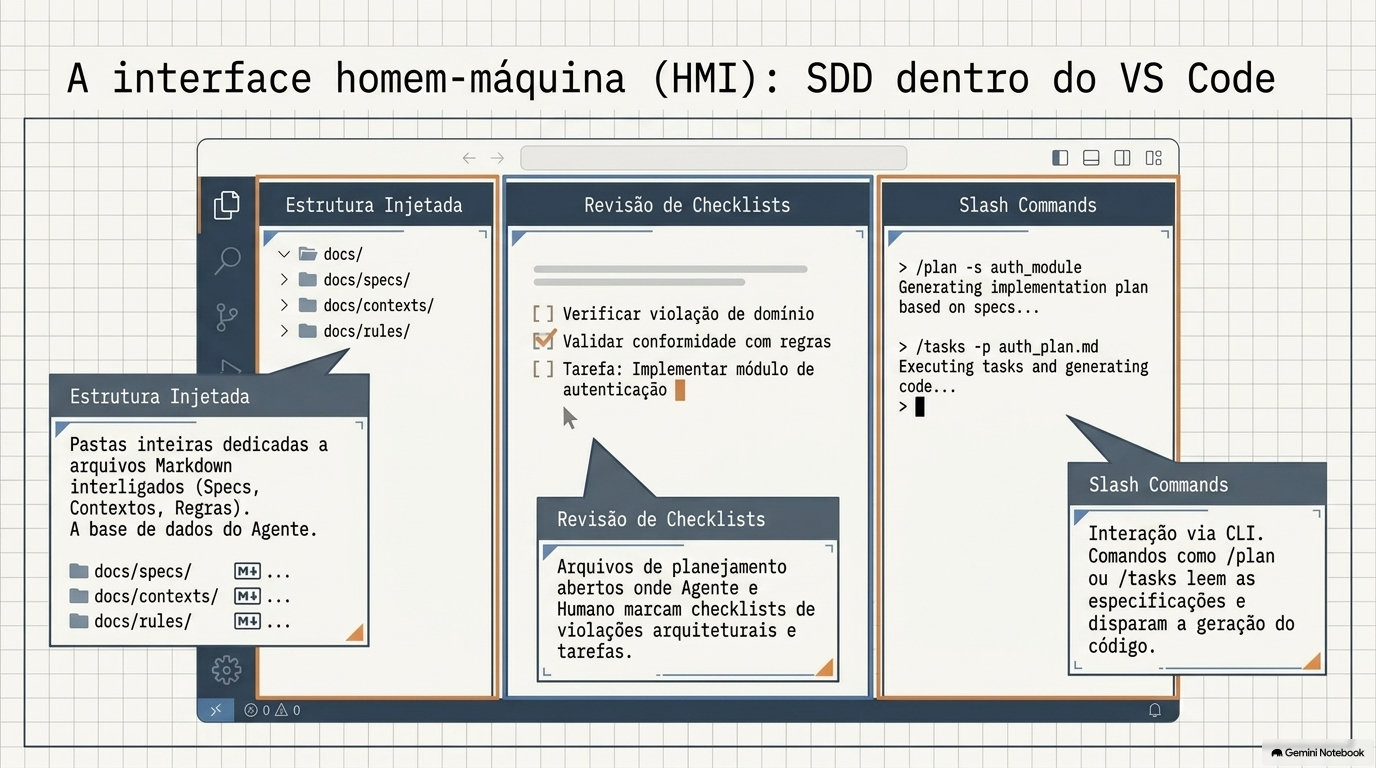 A interface homem-máquina (HMI): SDD dentro do VS Code
Estrutura Injetada
docs/
docs/specs/
docs/contexts/
docs/rules/
Estrutura Injetada
Pastas inteiras dedicadas a
arquivos Markdown
interligados (Specs,
Contextos, Regras).
A base de dados do Agente.
docs/specs/ M↓ ...
docs/contexts/ M↓ ...
docs/rules/ M↓ ...
Revisão de Checklists
[ ] Verificar violação de domínio
[✓] Validar conformidade com regras
[ ] Tarefa: Implementar módulo de
autenticação
Revisão de Checklists
Arquivos de planejamento
abertos onde Agente e
Humano marcam checklists de
violações arquiteturais e
tarefas.
Slash Commands
> /plan -s auth_module
Generating implementation plan
based on specs...
> /tasks -p auth_plan.md
Executing tasks and generating
code...
>
Slash Commands
Interação via CLI.
Comandos como /plan
ou /tasks leem as
especificações e
disparam a geração do
código.
0 0
Gemini Notebook